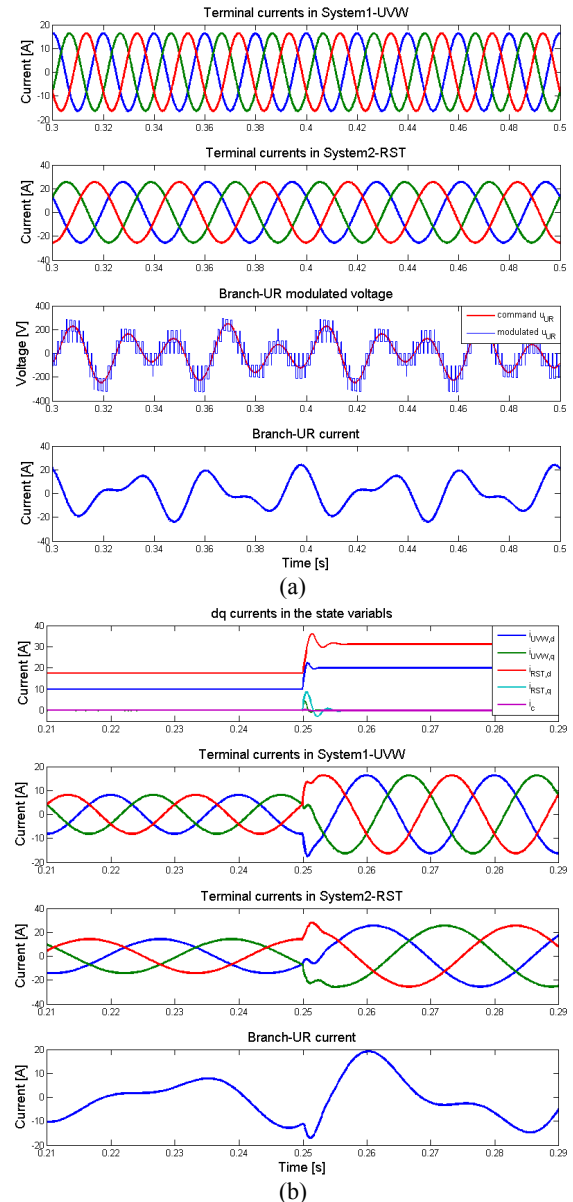 Terminal currents in System1-UVW
Current [A]
20
10
0
-10
-20
0.3 0.32 0.34 0.36 0.38 0.4 0.42 0.44 0.46 0.48 0.5
Terminal currents in System2-RST
Current [A]
40
20
0
-20
-40
0.3 0.32 0.34 0.36 0.38 0.4 0.42 0.44 0.46 0.48 0.5
Branch-UR modulated voltage
Voltage [V]
400
200
0
-200
-400
command u_UR
modulated u_UR
0.3 0.32 0.34 0.36 0.38 0.4 0.42 0.44 0.46 0.48 0.5
Branch-UR current
Current [A]
40
20
0
-20
-40
0.3 0.32 0.34 0.36 0.38 0.4 0.42 0.44 0.46 0.48 0.5
Time [s]
(a)
dq currents in the state variabls
Current [A]
40
30
20
10
0
-10
i_UVW,d
i_UVW,q
i_RST,d
i_RST,q
i_c
0.21 0.22 0.23 0.24 0.25 0.26 0.27 0.28 0.29
Terminal currents in System1-UVW
Current [A]
20
10
0
-10
-20
0.21 0.22 0.23 0.24 0.25 0.26 0.27 0.28 0.29
Terminal currents in System2-RST
Current [A]
40
20
0
-20
-40
0.21 0.22 0.23 0.24 0.25 0.26 0.27 0.28 0.29
Branch-UR current
Current [A]
20
10
0
-10
-20
0.21 0.22 0.23 0.24 0.25 0.26 0.27 0.28 0.29
Time [s]
(b)